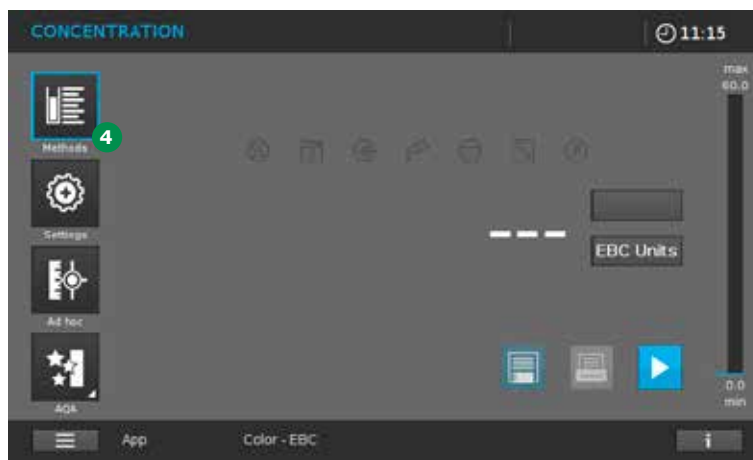 CONCENTRATION
11:15
max
60.0
4
Methods
Settings
EBC Units
Ad hoc
AQA
0.0
min
App
Color - EBC
i